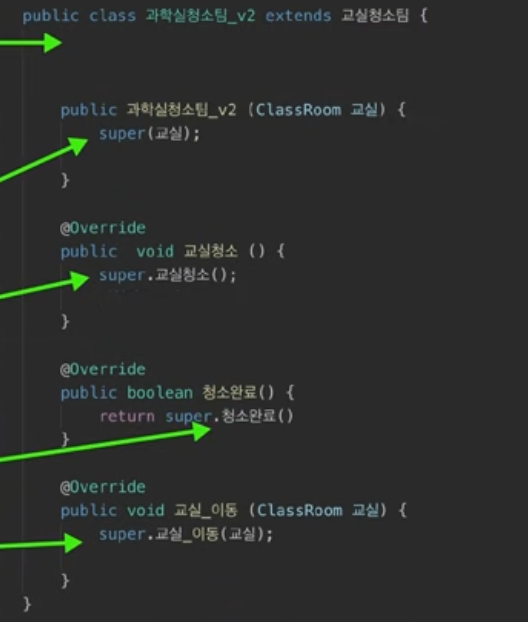 public class 과학실청소팀_v2 extends 교실청소팀 {
public 과학실청소팀_v2 (ClassRoom 교실) {
super(교실);
}
@Override
public void 교실청소 () {
super.교실청소();
}
@Override
public boolean 청소완료() {
return super.청소완료()
}
@Override
public void 교실_이동 (ClassRoom 교실) {
super.교실_이동(교실);
}
}